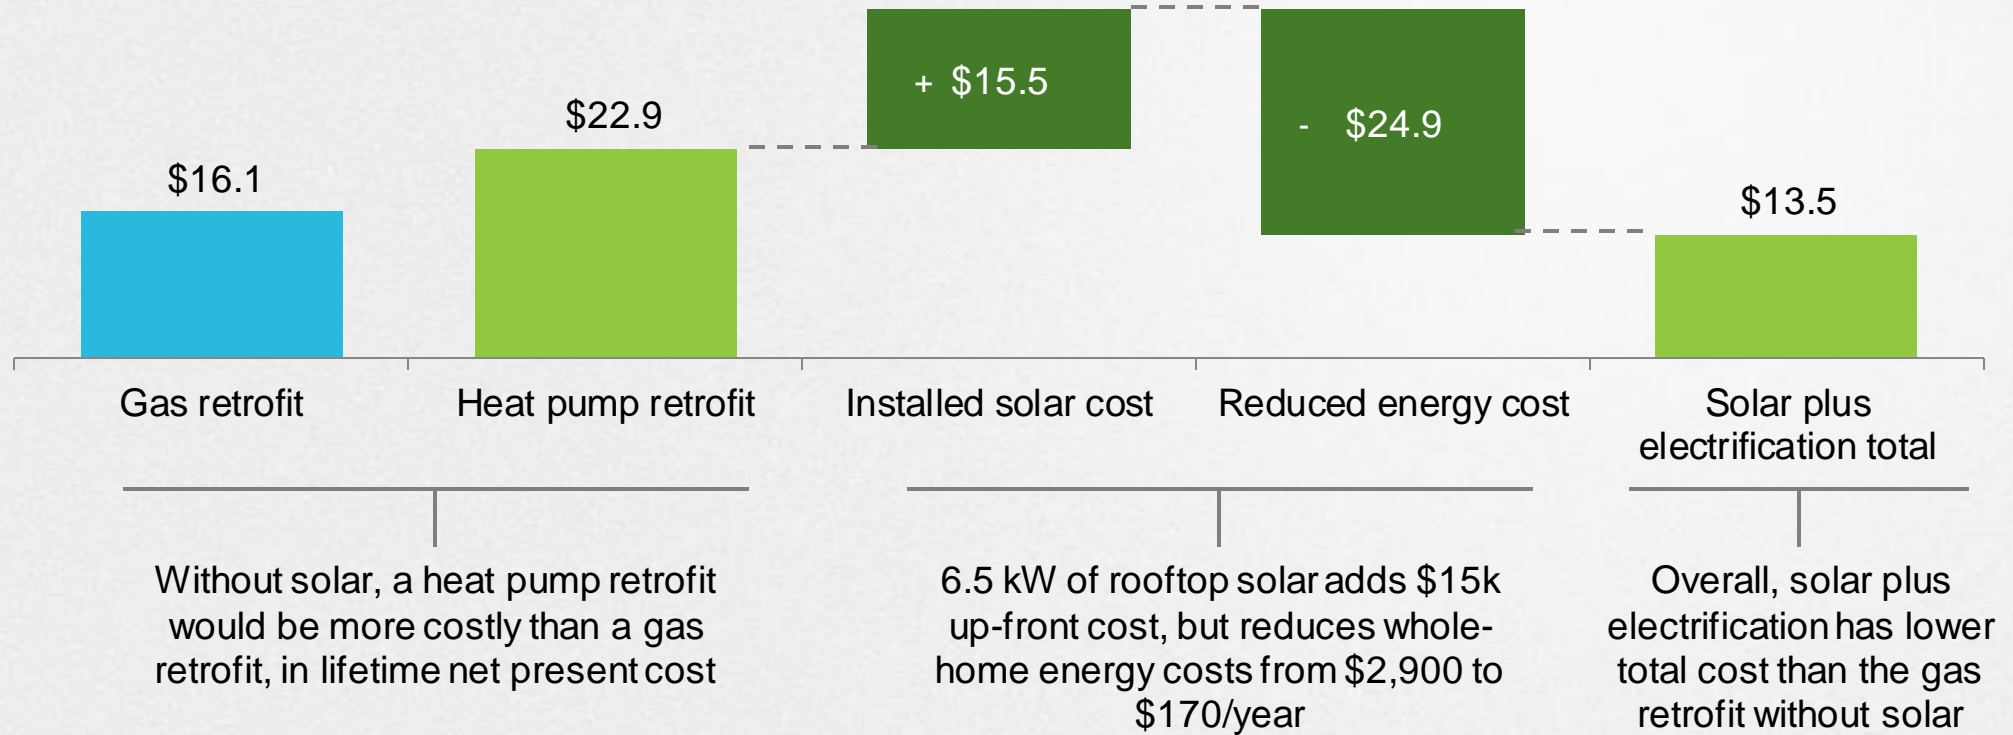 $16.1
$22.9
+ $15.5
- $24.9
$13.5
Gas retrofit
Heat pump retrofit
Installed solar cost
Reduced energy cost
Solar plus
electrification total
Without solar, a heat pump retrofit
would be more costly than a gas
retrofit, in lifetime net present cost
6.5 kW of rooftop solar adds $15k
up-front cost, but reduces whole-
home energy costs from $2,900 to
$170/year
Overall, solar plus
electrification has lower
total cost than the gas
retrofit without solar